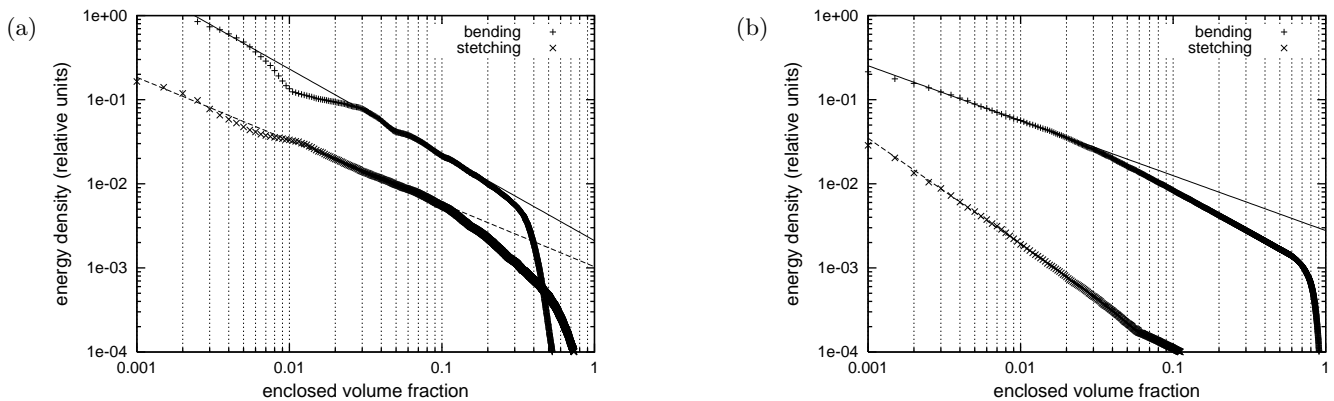 (a)
energy density (relative units)
1e+00
1e-01
1e-02
1e-03
1e-04
bending
stetching
0.001
0.01
0.1
1
enclosed volume fraction
(b)
energy density (relative units)
1e+00
1e-01
1e-02
1e-03
1e-04
bending
stetching
0.001
0.01
0.1
1
enclosed volume fraction